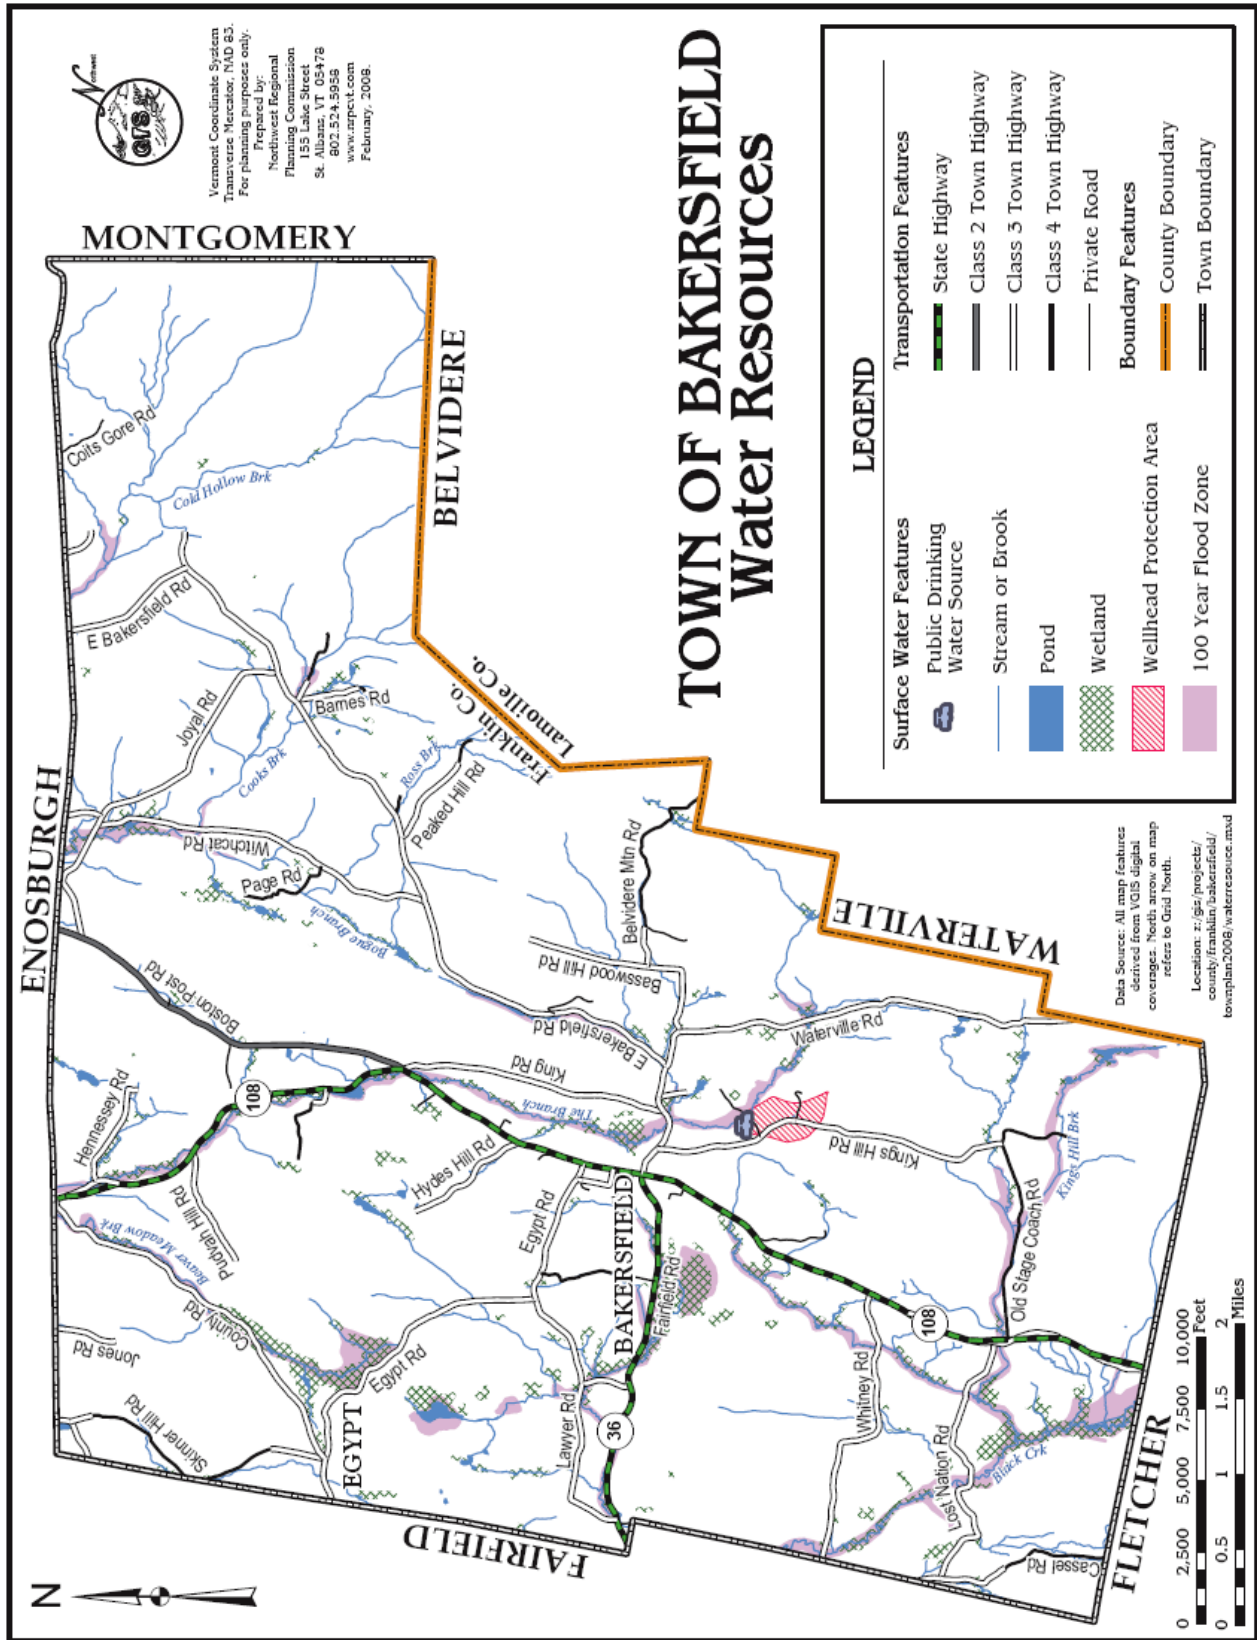 TOWN OF BAKERSFIELD
Water Resources
N
ENOSBURGH
MONTGOMERY
BELVIDERE
Franklin Co.
Lamoille Co.
WATERVILLE
FLETCHER
FAIRFIELD
EGYPT
BAKERSFIELD
Coits Gore Rd
Cold Hollow Brk
E Bakersfield Rd
Joyal Rd
Barnes Rd
Cooks Brk
Ross Brk
Peaked Hill Rd
Witchcat Rd
Page Rd
Bogue Branch
Belvidere Mtn Rd
Basswood Hill Rd
E Bakersfield Rd
Boston Post Rd
King Rd
The Branch
Waterville Rd
108
Hennessey Rd
Pudvah Hill Rd
Beaver Meadow Brk
County Rd
Jones Rd
Skinner Hill Rd
Hydes Hill Rd
Egypt Rd
Egypt Rd
Fairfield Rd
Lawyer Rd
36
Kings Hill Rd
Kings Hill Brk
Old Stage Coach Rd
108
Whitney Rd
Lost Nation Rd
Black Crk
Cassel Rd
GIS
Northwest
Vermont Coordinate System
Transverse Mercator, NAD 83.
For planning purposes only.
Prepared by:
Northwest Regional
Planning Commission
155 Lake Street
St. Albans, VT 05478
802.524.5958
www.nrpcvt.com
February, 2008.
LEGEND
Surface Water Features
Public Drinking
Water Source
Stream or Brook
Pond
Wetland
Wellhead Protection Area
100 Year Flood Zone
Transportation Features
State Highway
Class 2 Town Highway
Class 3 Town Highway
Class 4 Town Highway
Private Road
Boundary Features
County Boundary
Town Boundary
Data Source: All map features
derived from VGIS digital
coverages. North arrow on map
refers to Grid North.
Location: z:/gis/projects/
county/franklin/bakersfield/
townplan2008/waterresouce.mxd
0 2,500 5,000 7,500 10,000
Feet
0 0.5 1 1.5 2
Miles